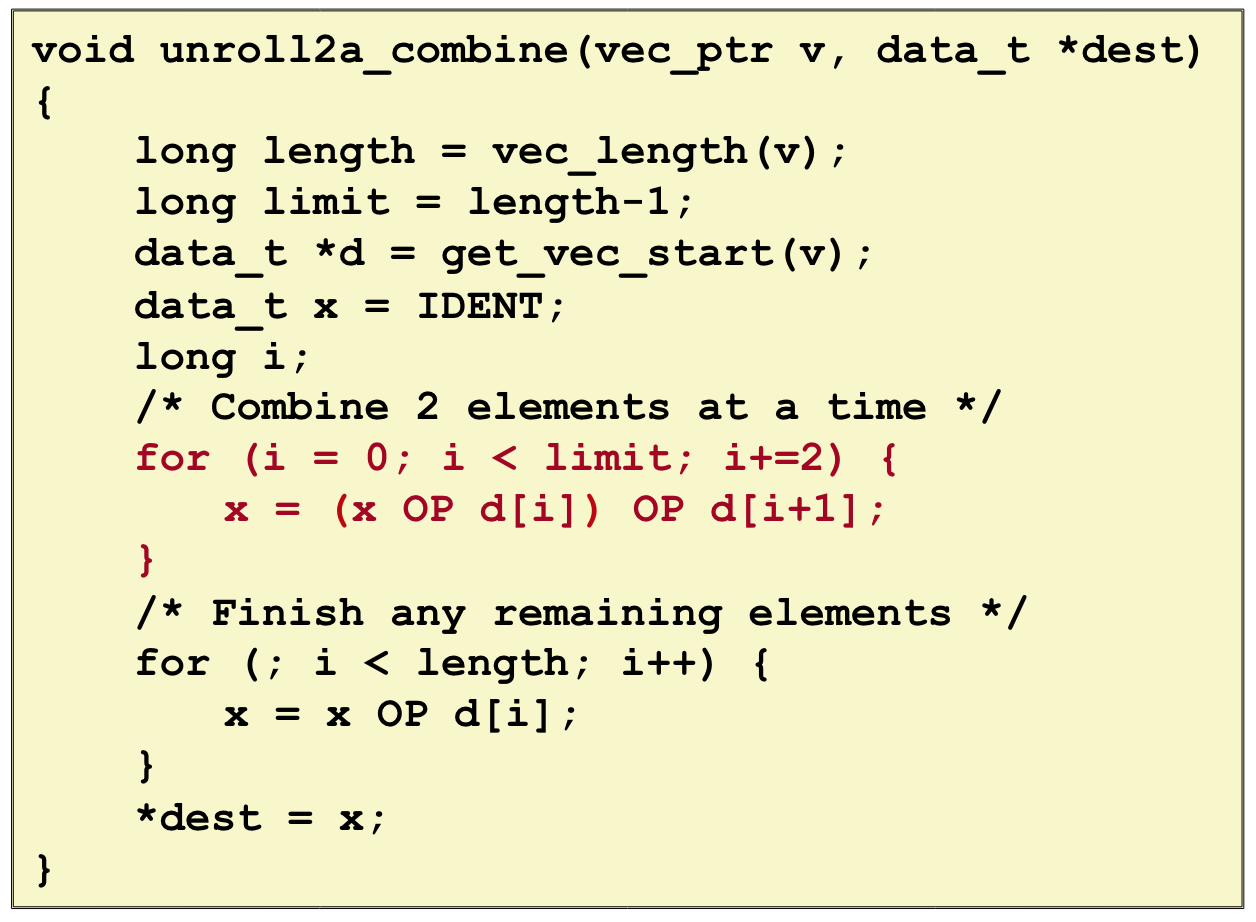 void unroll2a_combine(vec_ptr v, data_t *dest)
{
    long length = vec_length(v);
    long limit = length-1;
    data_t *d = get_vec_start(v);
    data_t x = IDENT;
    long i;
    /* Combine 2 elements at a time */
    for (i = 0; i < limit; i+=2) {
       x = (x OP d[i]) OP d[i+1];
    }
    /* Finish any remaining elements */
    for (; i < length; i++) {
       x = x OP d[i];
    }
    *dest = x;
}